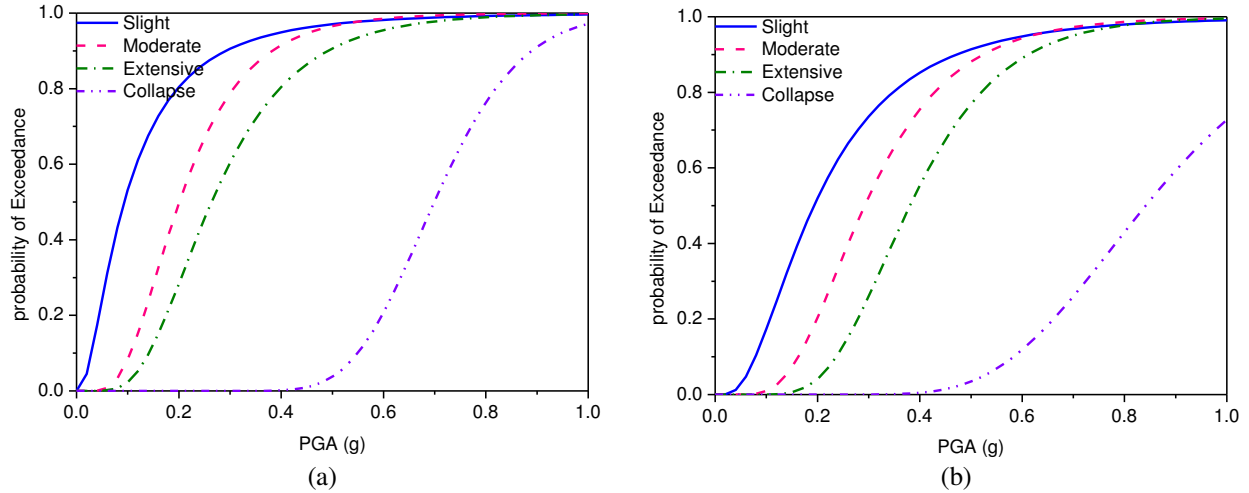 Slight
Moderate
Extensive
Collapse
probability of Exceedance
1.0
0.8
0.6
0.4
0.2
0.0
0.0 0.2 0.4 0.6 0.8 1.0
PGA (g)
(a)
Slight
Moderate
Extensive
Collapse
probability of Exceedance
1.0
0.8
0.6
0.4
0.2
0.0
0.0 0.2 0.4 0.6 0.8 1.0
PGA (g)
(b)